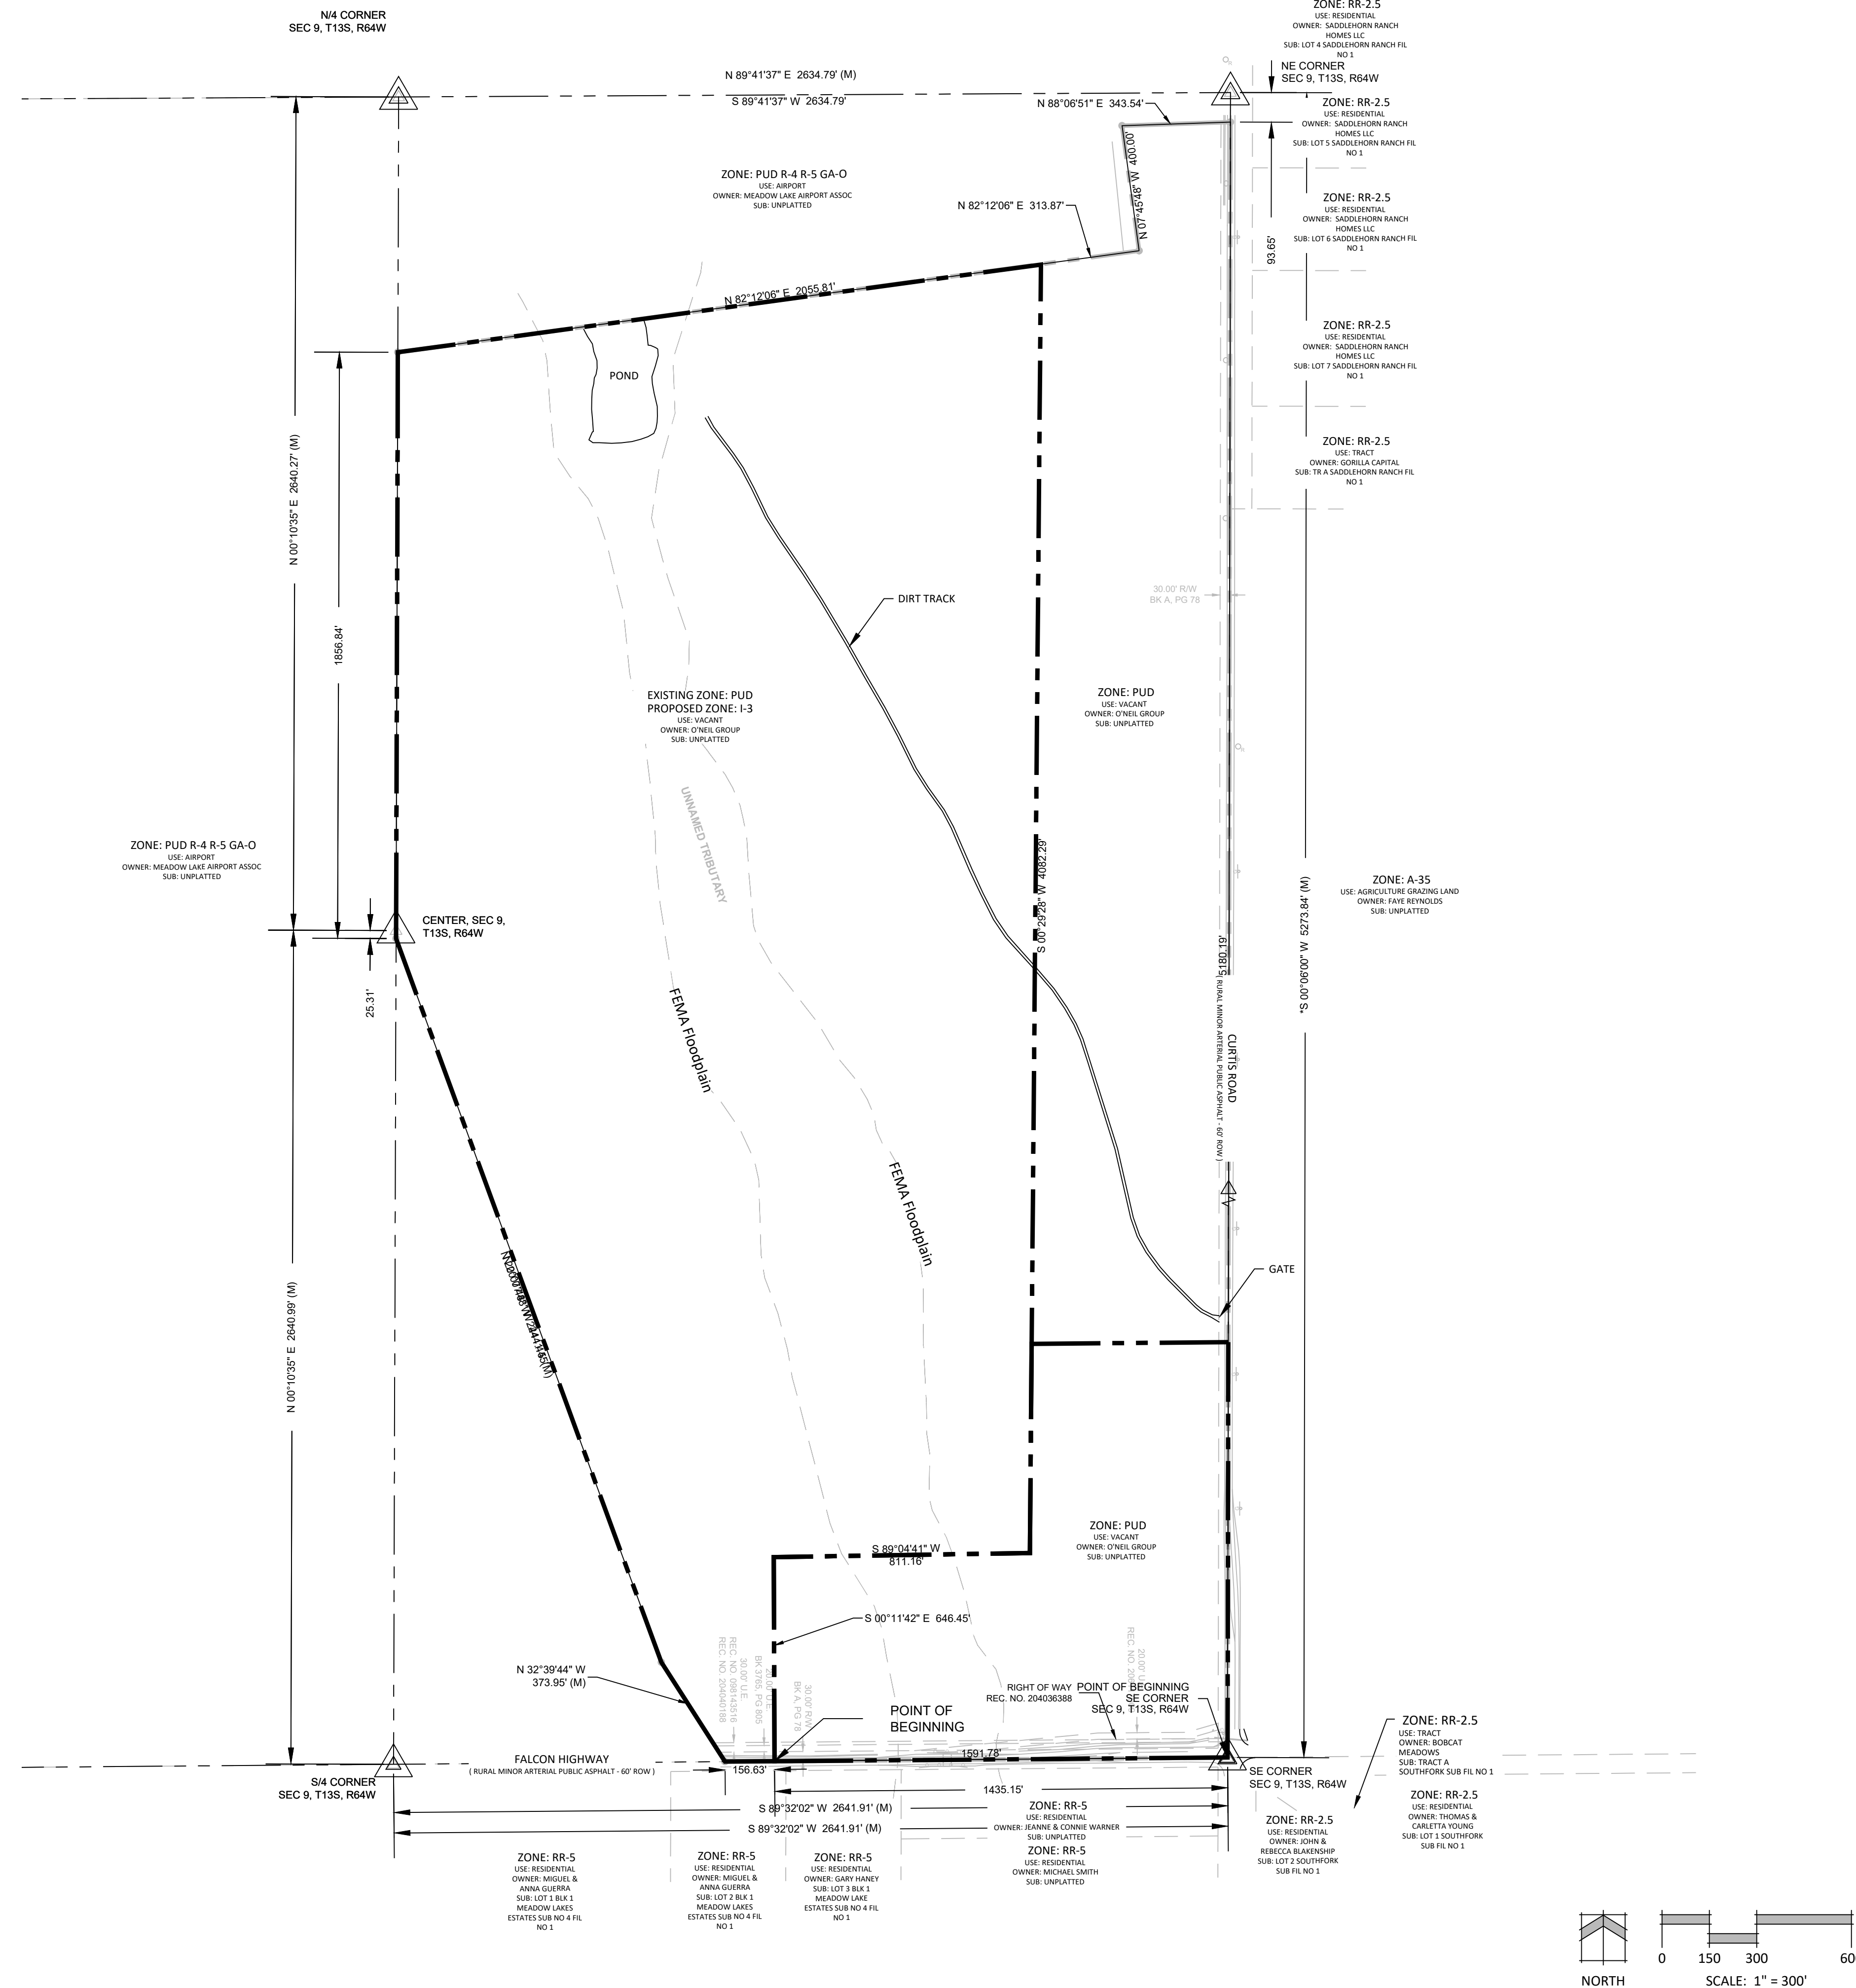 N/4 CORNER
SEC 9, T13S, R64W
ZONE: RR-2.5
USE: RESIDENTIAL
OWNER: SADDLEHORN RANCH
HOMES LLC
SUB: LOT 4 SADDLEHORN RANCH FIL
NO 1
NE CORNER
SEC 9, T13S, R64W
N 89°41'37" E 2634.79' (M)
S 89°41'37" W 2634.79'
N 88°06'51" E 343.54'
ZONE: RR-2.5
USE: RESIDENTIAL
OWNER: SADDLEHORN RANCH
HOMES LLC
SUB: LOT 5 SADDLEHORN RANCH FIL
NO 1
N 07°45'48" W 400.00'
ZONE: PUD R-4 R-5 GA-O
USE: AIRPORT
OWNER: MEADOW LAKE AIRPORT ASSOC
SUB: UNPLATTED
N 82°12'06" E 313.87'
93.65'
ZONE: RR-2.5
USE: RESIDENTIAL
OWNER: SADDLEHORN RANCH
HOMES LLC
SUB: LOT 6 SADDLEHORN RANCH FIL
NO 1
N 82°12'06" E 2055.81'
ZONE: RR-2.5
USE: RESIDENTIAL
OWNER: SADDLEHORN RANCH
HOMES LLC
SUB: LOT 7 SADDLEHORN RANCH FIL
NO 1
POND
ZONE: RR-2.5
USE: TRACT
OWNER: GORILLA CAPITAL
SUB: TR A SADDLEHORN RANCH FIL
NO 1
N 00°10'35" E 2640.27' (M)
1856.84'
DIRT TRACK
30.00' R/W
BK A, PG 78
EXISTING ZONE: PUD
PROPOSED ZONE: I-3
USE: VACANT
OWNER: O'NEIL GROUP
SUB: UNPLATTED
ZONE: PUD
USE: VACANT
OWNER: O'NEIL GROUP
SUB: UNPLATTED
UNNAMED TRIBUTARY
ZONE: PUD R-4 R-5 GA-O
USE: AIRPORT
OWNER: MEADOW LAKE AIRPORT ASSOC
SUB: UNPLATTED
S 00°29'28" W 4082.29'
ZONE: A-35
USE: AGRICULTURE GRAZING LAND
OWNER: FAYE REYNOLDS
SUB: UNPLATTED
*S 00°06'00" W 5273.84' (M)
CENTER, SEC 9,
T13S, R64W
25.31'
5180.19'
CURTIS ROAD
( RURAL MINOR ARTERIAL PUBLIC ASPHALT - 60' ROW )
FEMA Floodplain
FEMA Floodplain
GATE
N 00°10'35" E 2640.99' (M)
ZONE: PUD
USE: VACANT
OWNER: O'NEIL GROUP
SUB: UNPLATTED
S 89°04'41" W
811.16'
S 00°11'42" E 646.45'
N 32°39'44" W
373.95' (M)
REC. NO. 204040188
REC. NO. 098143516
30.00' U.E.
BK 3765, PG 805
20.00' U.E.
BK A, PG 78
30.00' R/W
20.00' U
REC. NO. 206
RIGHT OF WAY
REC. NO. 204036388
POINT OF BEGINNING
SE CORNER
SEC 9, T13S, R64W
POINT OF
BEGINNING
FALCON HIGHWAY
( RURAL MINOR ARTERIAL PUBLIC ASPHALT - 60' ROW )
1591.78'
156.63'
1435.15'
ZONE: RR-2.5
USE: TRACT
OWNER: BOBCAT
MEADOWS
SUB: TRACT A
SOUTHFORK SUB FIL NO 1
SE CORNER
SEC 9, T13S, R64W
S/4 CORNER
SEC 9, T13S, R64W
S 89°32'02" W 2641.91' (M)
S 89°32'02" W 2641.91' (M)
ZONE: RR-5
USE: RESIDENTIAL
OWNER: JEANNE & CONNIE WARNER
SUB: UNPLATTED
ZONE: RR-5
USE: RESIDENTIAL
OWNER: MICHAEL SMITH
SUB: UNPLATTED
ZONE: RR-2.5
USE: RESIDENTIAL
OWNER: JOHN &
REBECCA BLAKENSHIP
SUB: LOT 2 SOUTHFORK
SUB FIL NO 1
ZONE: RR-2.5
USE: RESIDENTIAL
OWNER: THOMAS &
CARLETTA YOUNG
SUB: LOT 1 SOUTHFORK
SUB FIL NO 1
ZONE: RR-5
USE: RESIDENTIAL
OWNER: MIGUEL &
ANNA GUERRA
SUB: LOT 1 BLK 1
MEADOW LAKES
ESTATES SUB NO 4 FIL
NO 1
ZONE: RR-5
USE: RESIDENTIAL
OWNER: MIGUEL &
ANNA GUERRA
SUB: LOT 2 BLK 1
MEADOW LAKES
ESTATES SUB NO 4 FIL
NO 1
ZONE: RR-5
USE: RESIDENTIAL
OWNER: GARY HANEY
SUB: LOT 3 BLK 1
MEADOW LAKE
ESTATES SUB NO 4 FIL
NO 1
0 150 300 60
NORTH
SCALE: 1" = 300'